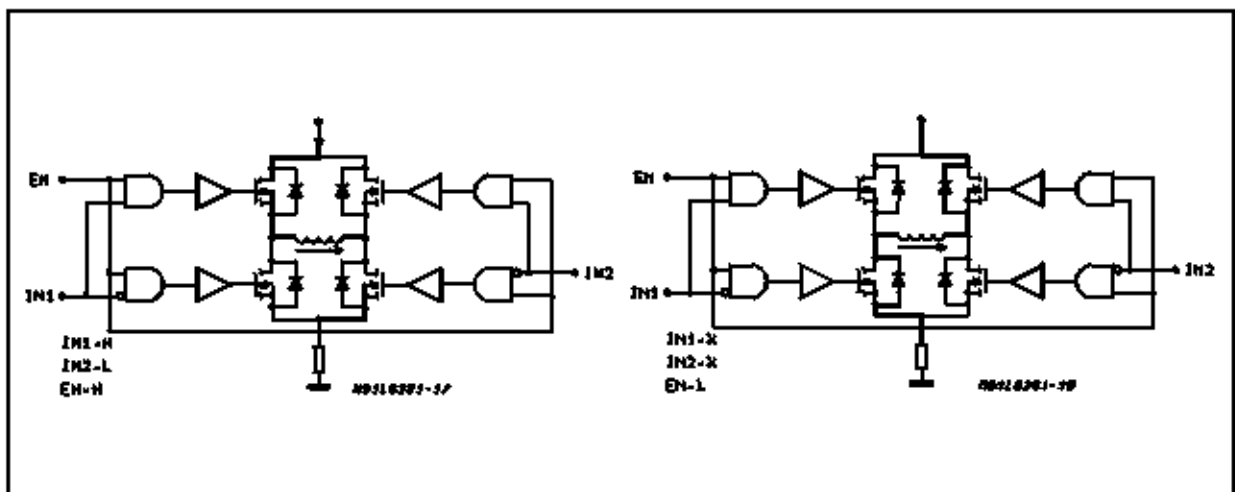 EN
IN1
IN2
IN1=H
IN2=L
EN=H
EN
IN1
IN2
IN1=X
IN2=X
EN=L